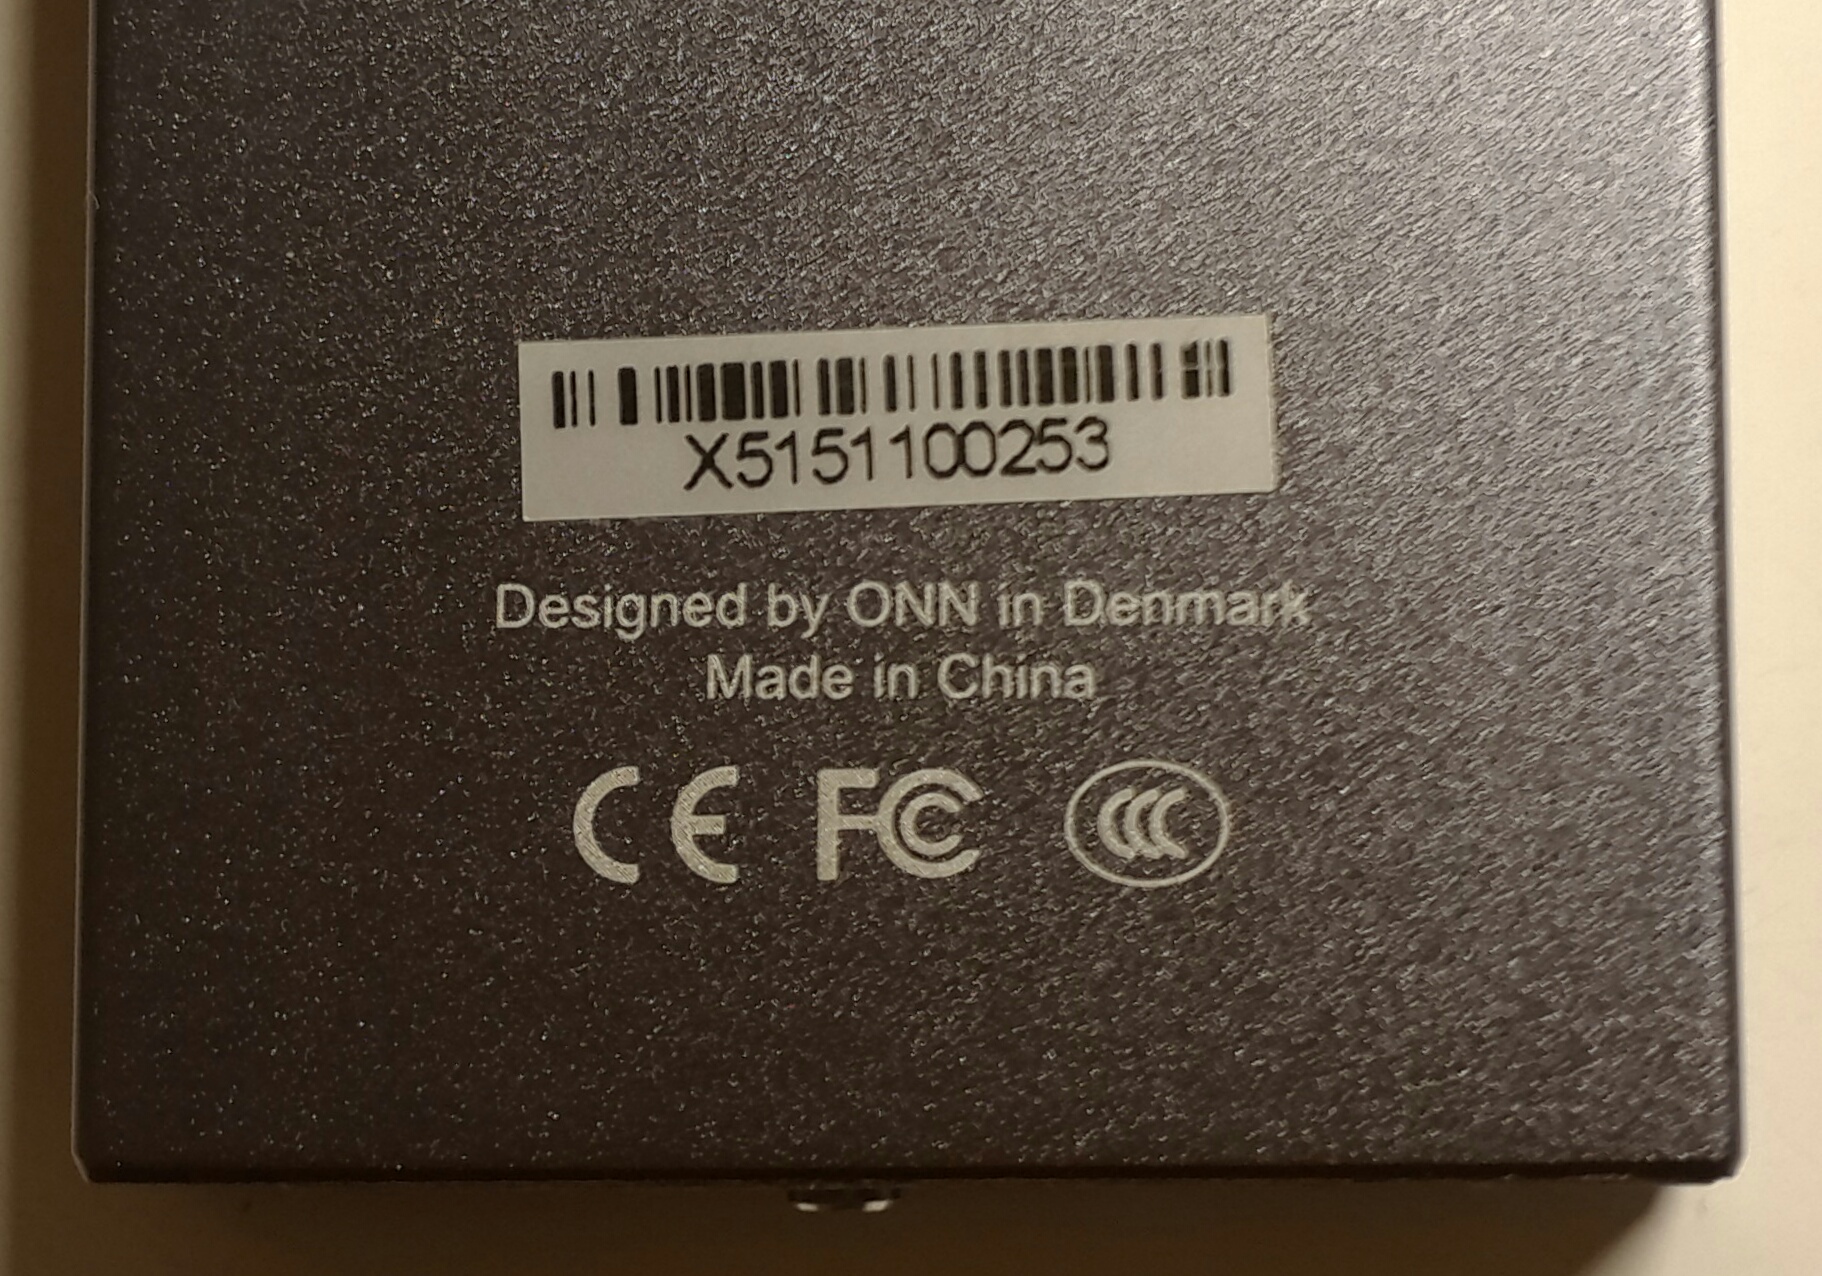 X5151100253
Designed by ONN in Denmark
Made in China
CE FC CCC